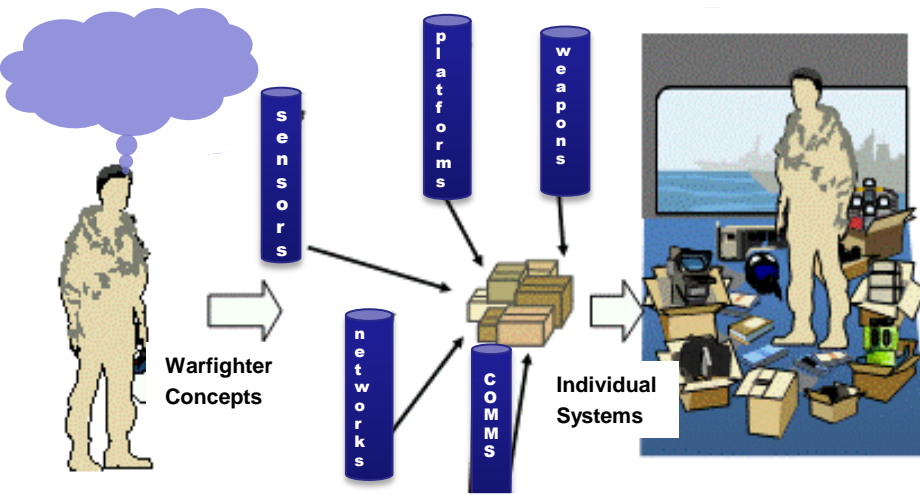 sensors
platforms
weapons
networks
COMMS
Warfighter
Concepts
Individual
Systems